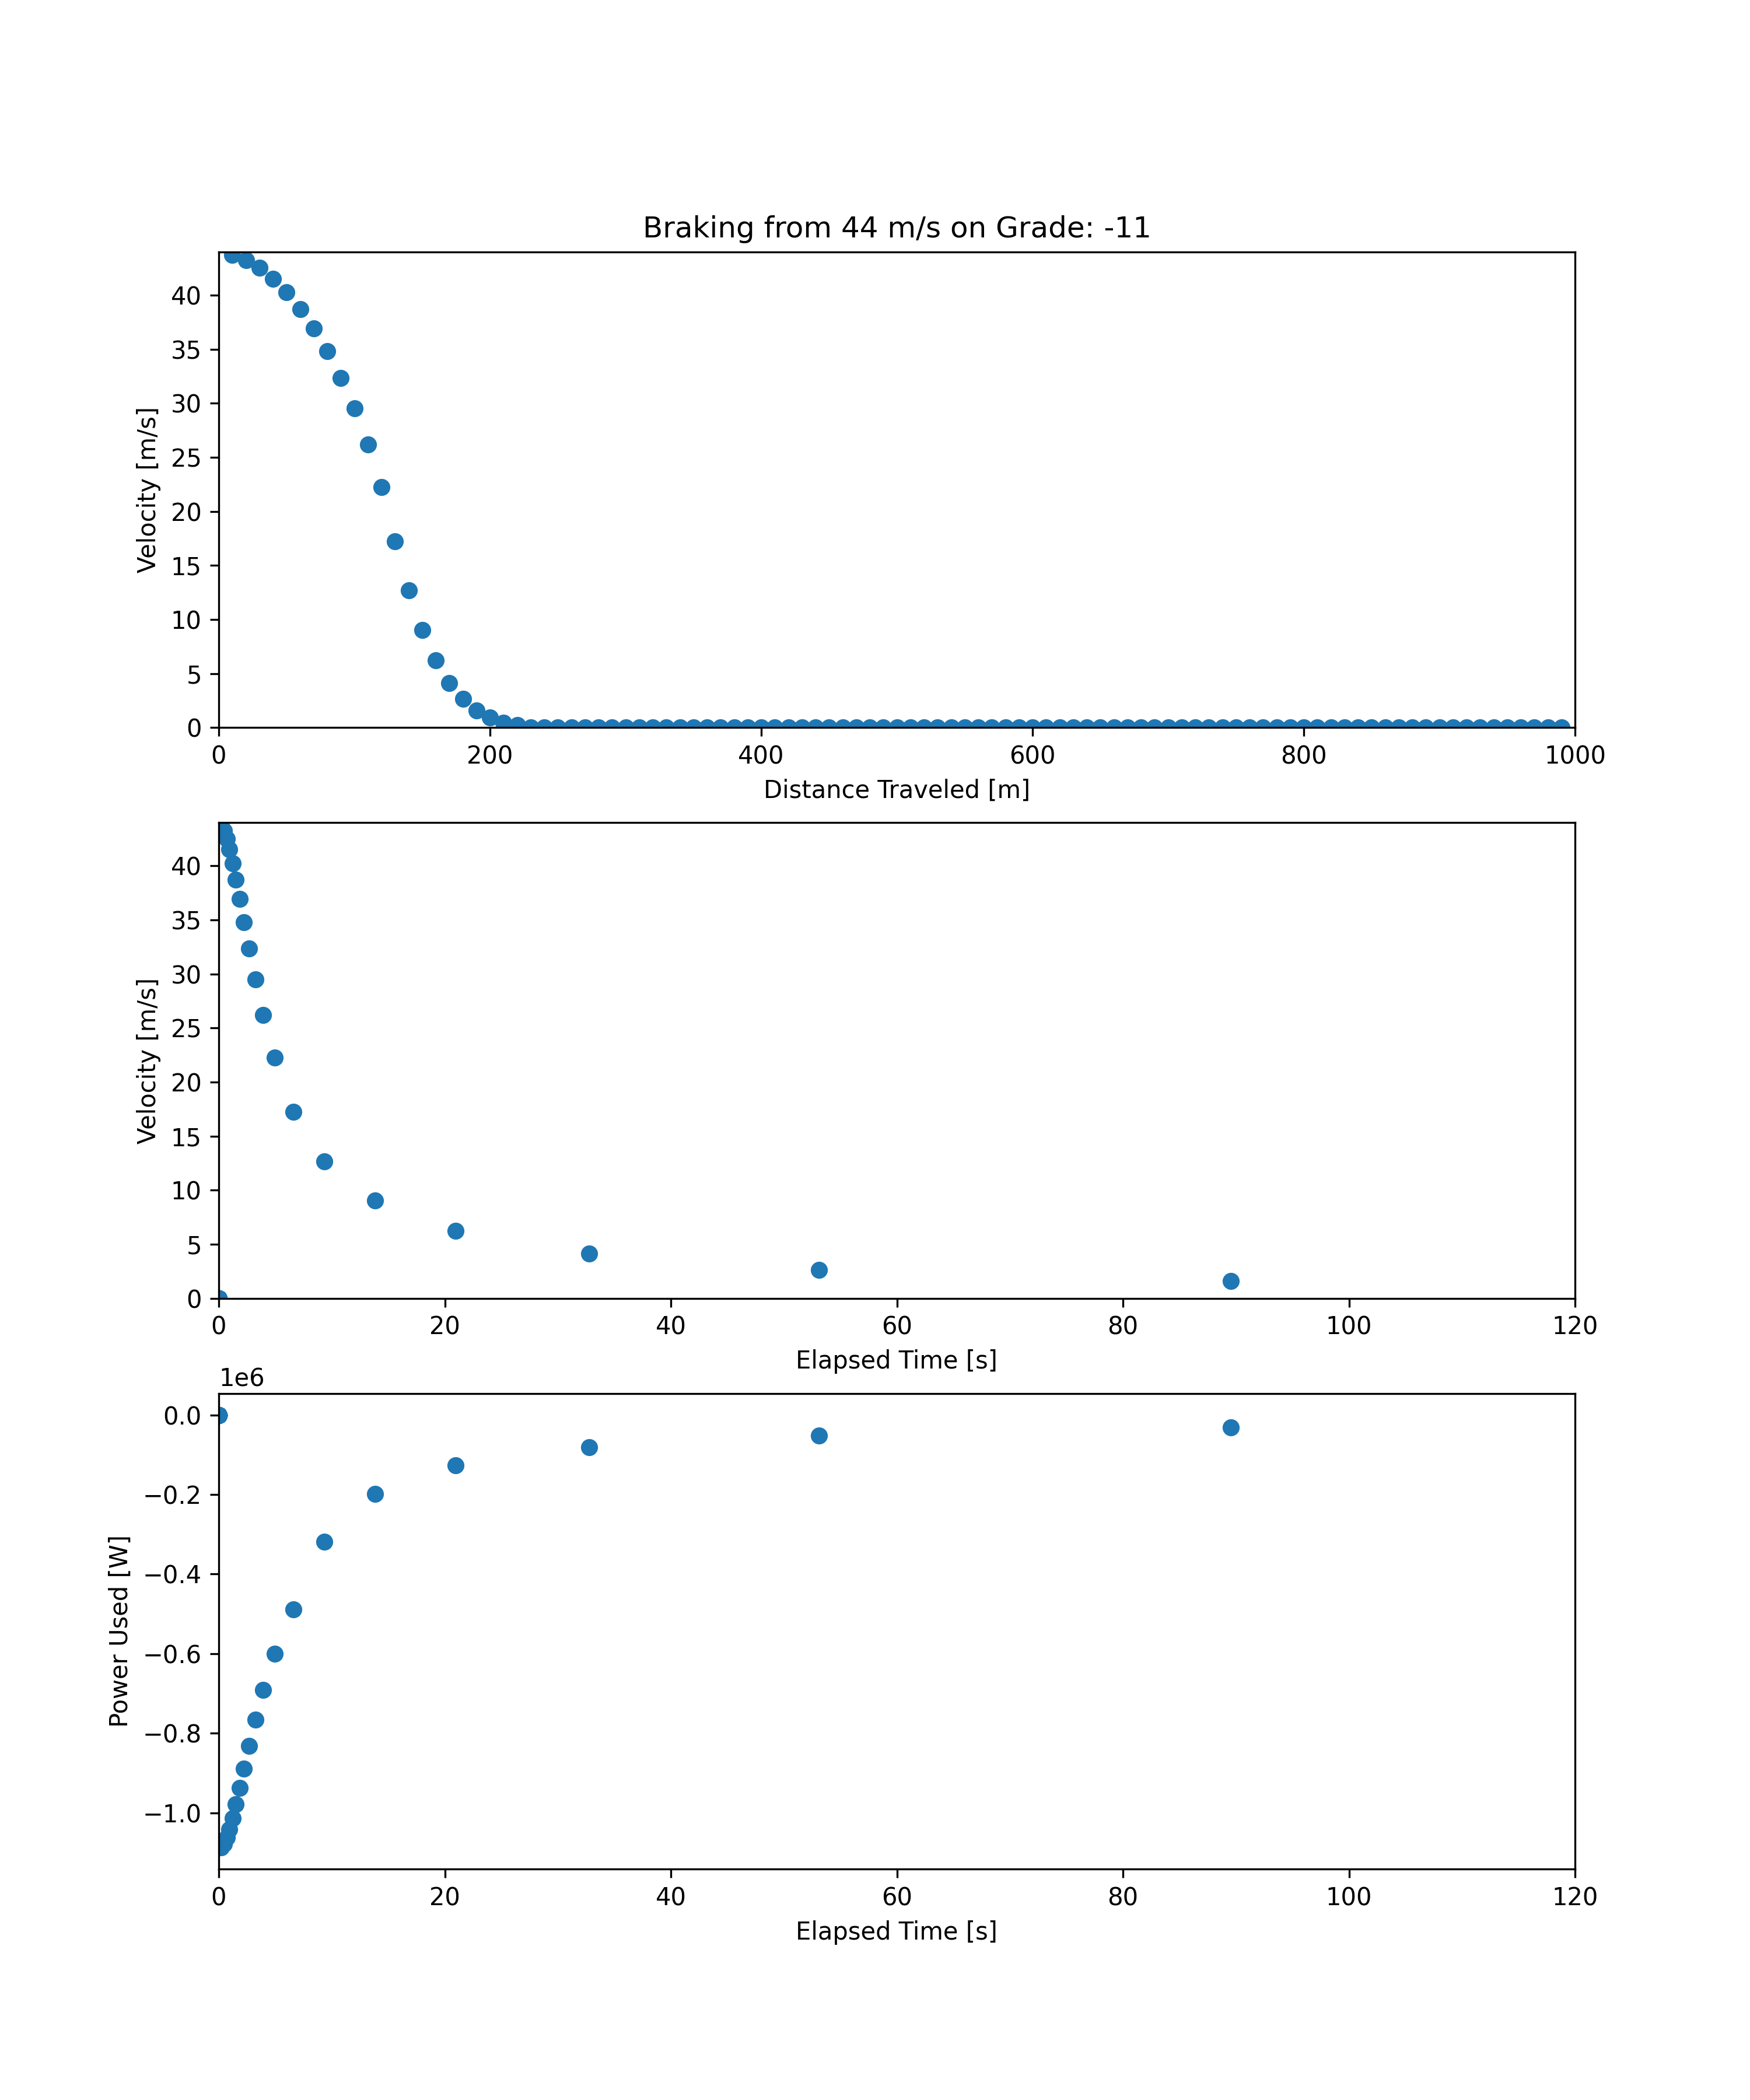 Braking from 44 m/s on Grade: -11
40
35
30
25
20
15
10
5
0
Velocity [m/s]
0 200 400 600 800 1000
Distance Traveled [m]
40
35
30
25
20
15
10
5
0
Velocity [m/s]
0 20 40 60 80 100 120
Elapsed Time [s]
1e6
0.0
−0.2
−0.4
−0.6
−0.8
−1.0
Power Used [W]
0 20 40 60 80 100 120
Elapsed Time [s]